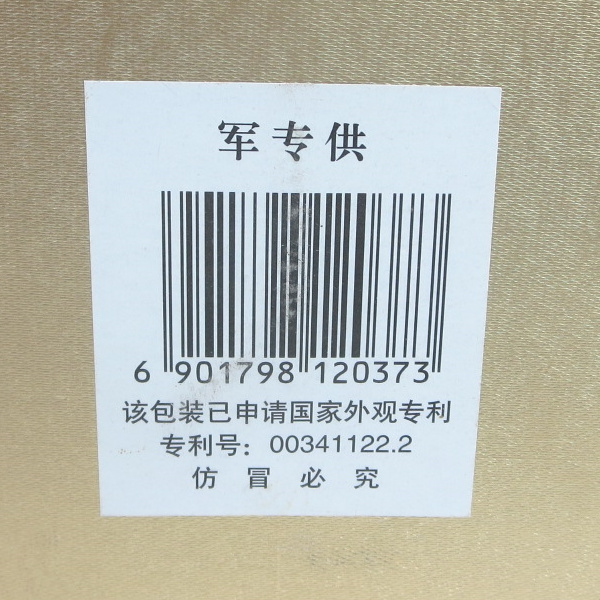 军专供
6 901798 120373
该包装已申请国家外观专利
专利号：00341122.2
仿冒必究